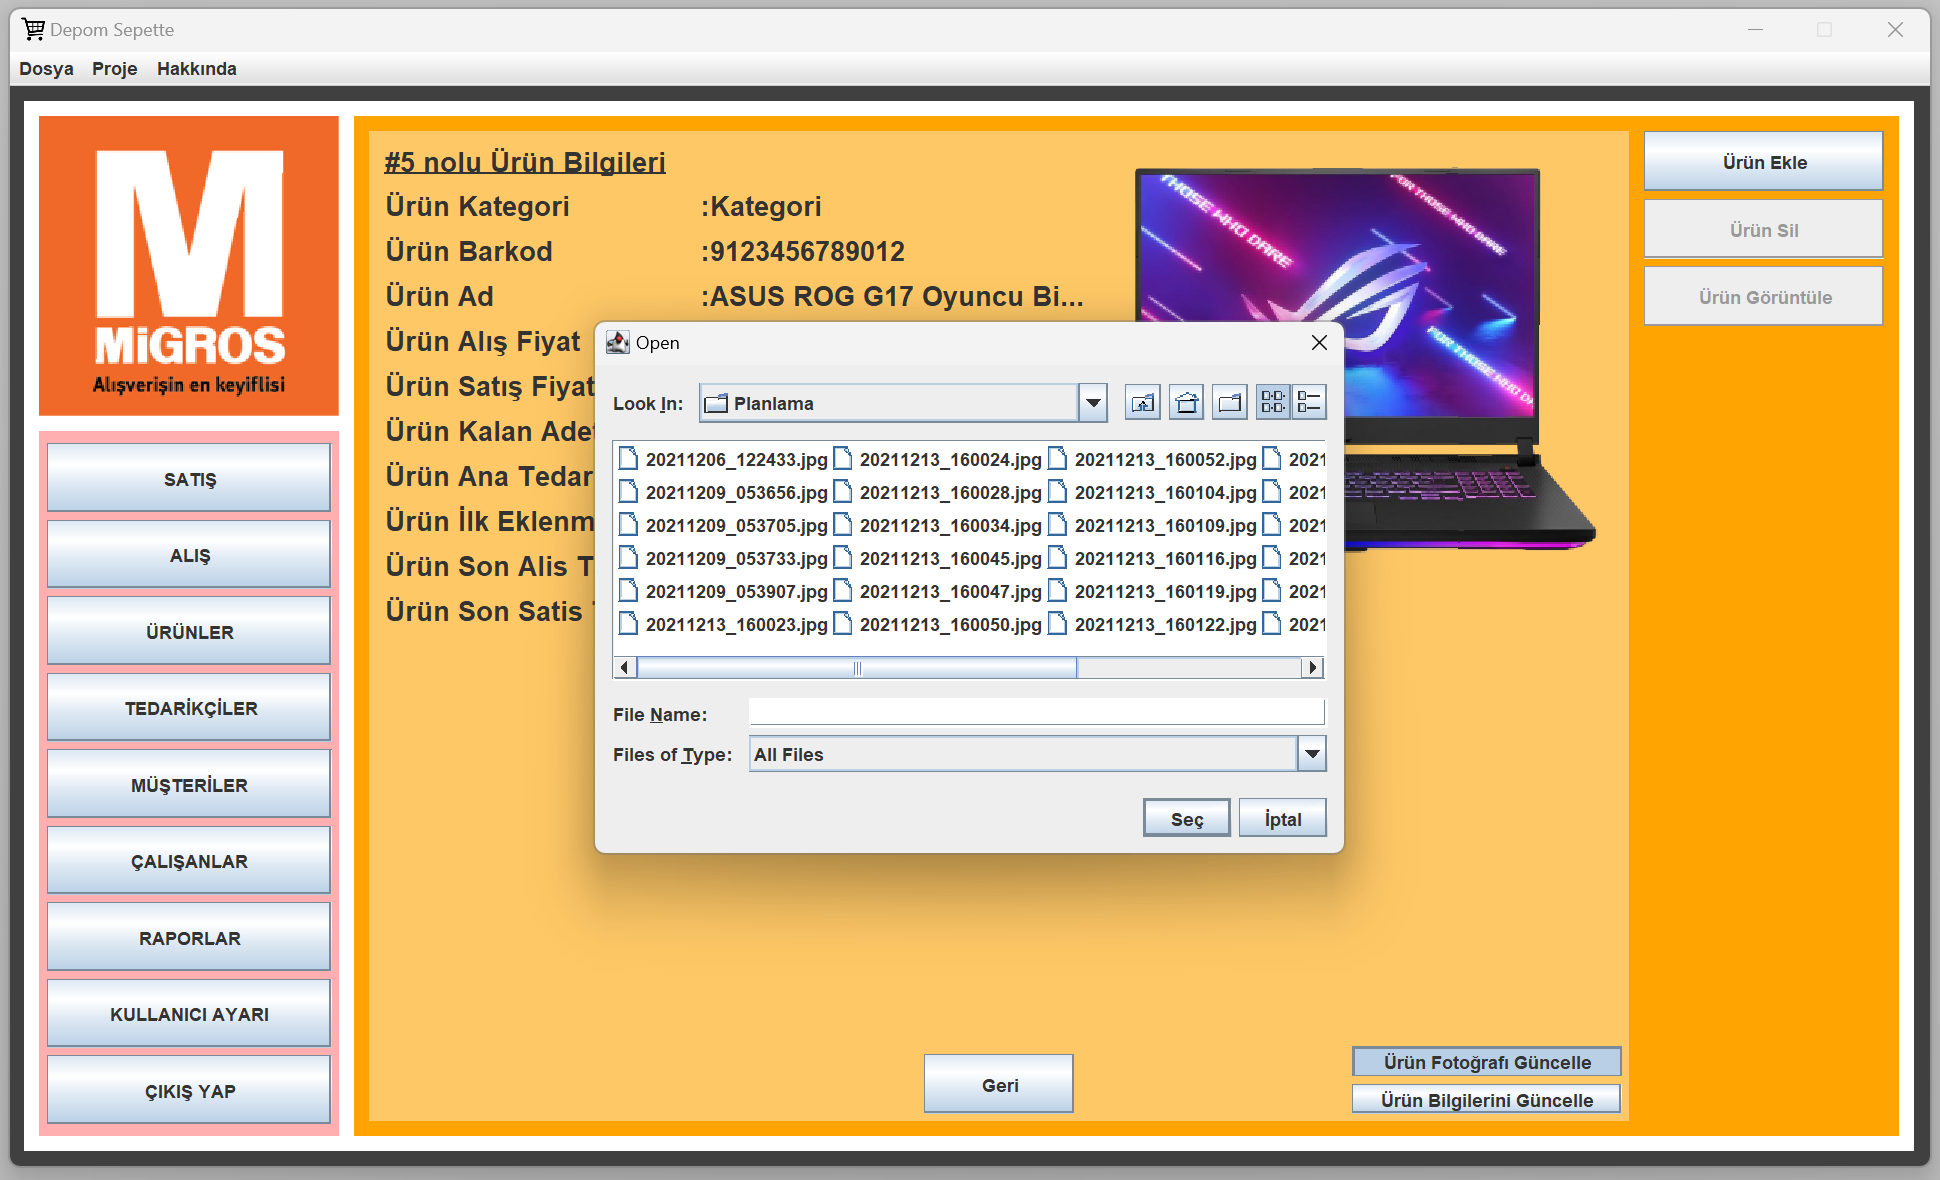 Depom Sepette
Dosya Proje Hakkında
M
MiGROS
Alışverişin en keyiflisi
SATIŞ
ALIŞ
ÜRÜNLER
TEDARİKÇİLER
MÜŞTERİLER
ÇALIŞANLAR
RAPORLAR
KULLANICI AYARI
ÇIKIŞ YAP
#5 nolu Ürün Bilgileri
Ürün Kategori :Kategori
Ürün Barkod :9123456789012
Ürün Ad :ASUS ROG G17 Oyuncu Bi...
Ürün Alış Fiyat
Ürün Satış Fiyat
Ürün Kalan Adet
Ürün Ana Tedar
Ürün İlk Eklenm
Ürün Son Alis T
Ürün Son Satis
THOSE WHO DARE
FOR THOSE WHO DARE
FOR THOSE WHO DARE
Open
Look In: Planlama
20211206_122433.jpg 20211213_160024.jpg 20211213_160052.jpg 2021
20211209_053656.jpg 20211213_160028.jpg 20211213_160104.jpg 2021
20211209_053705.jpg 20211213_160034.jpg 20211213_160109.jpg 2021
20211209_053733.jpg 20211213_160045.jpg 20211213_160116.jpg 2021
20211209_053907.jpg 20211213_160047.jpg 20211213_160119.jpg 2021
20211213_160023.jpg 20211213_160050.jpg 20211213_160122.jpg 2021
File Name:
Files of Type: All Files
Seç İptal
Geri
Ürün Fotoğrafı Güncelle
Ürün Bilgilerini Güncelle
Ürün Ekle
Ürün Sil
Ürün Görüntüle